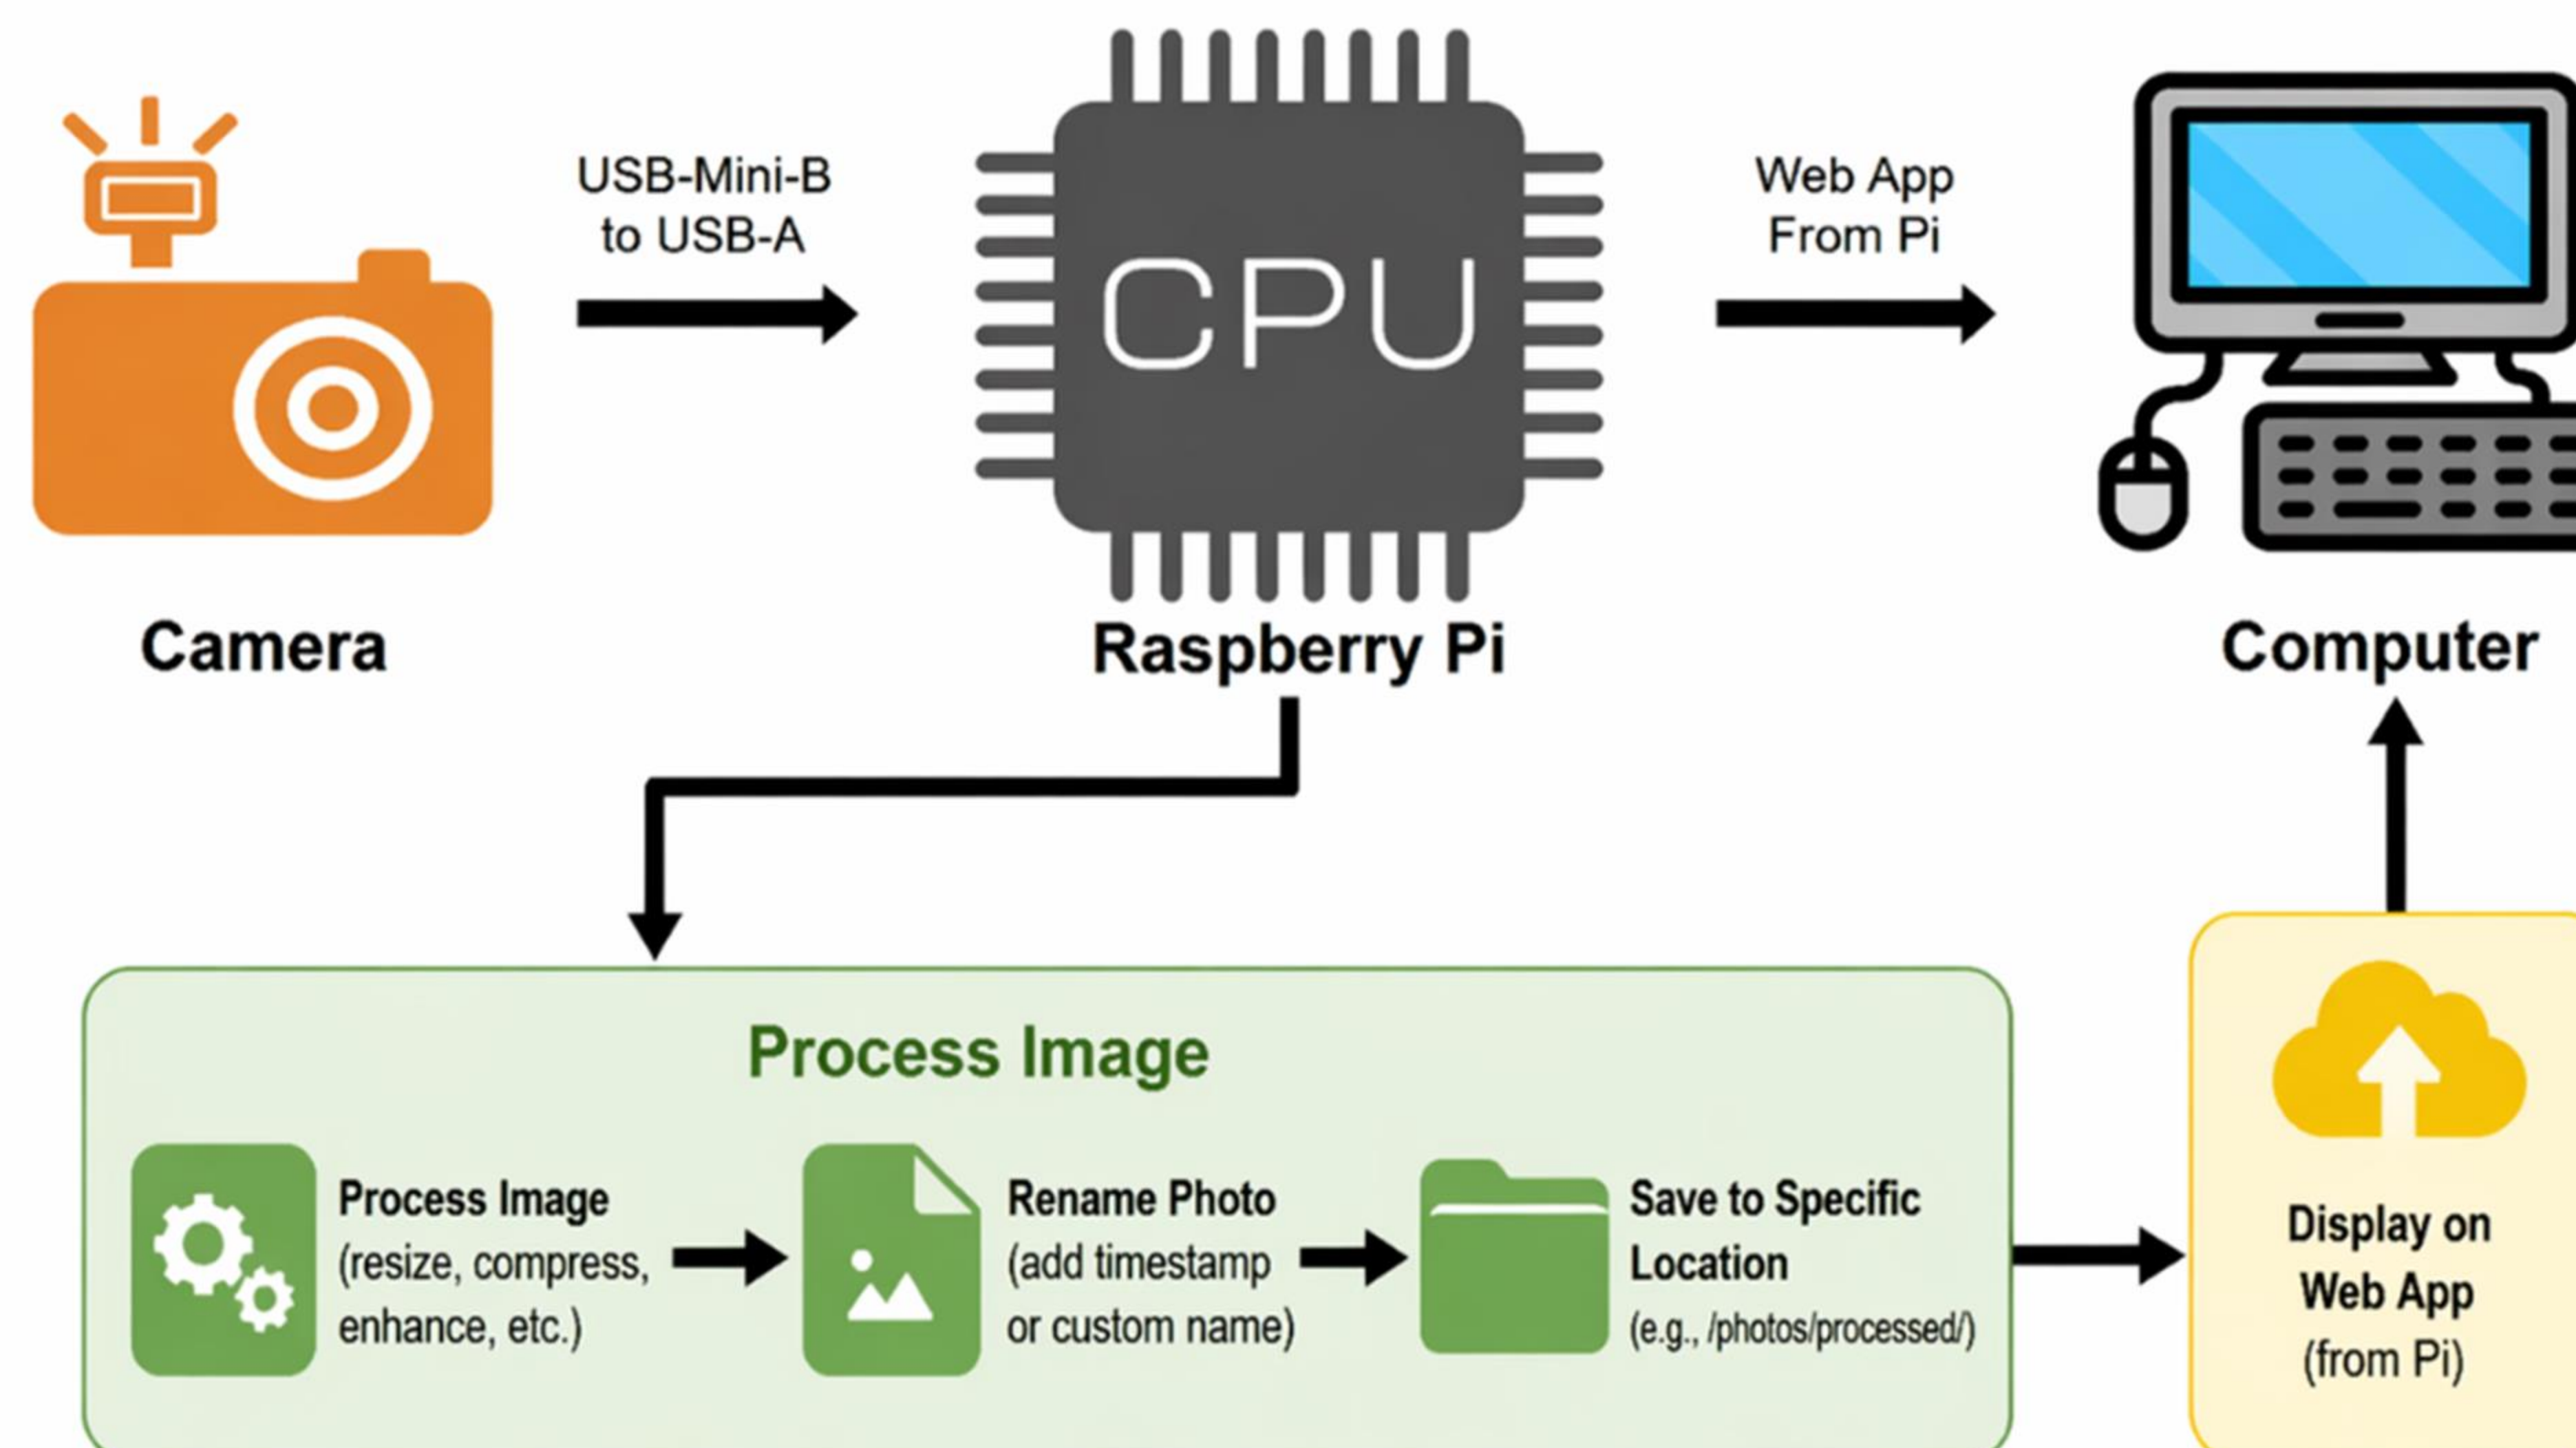 USB-Mini-B
to USB-A
CPU
Web App
From Pi
Camera
Raspberry Pi
Computer
Process Image
Process Image
(resize, compress,
enhance, etc.)
Rename Photo
(add timestamp
or custom name)
Save to Specific
Location
(e.g., /photos/processed/)
Display on
Web App
(from Pi)